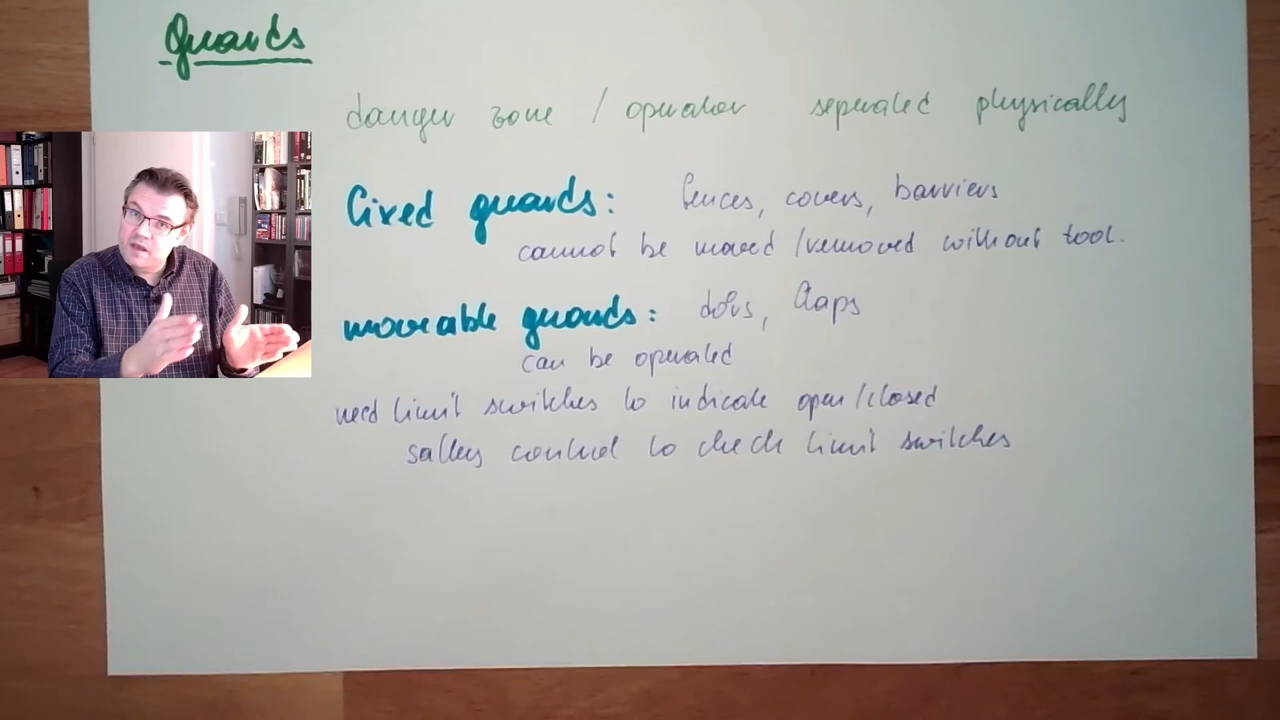 Guards
danger zone / operator seperated physically
fixed guards: fences, covers, barriers
cannot be moved / removed without tool.
moveable guards: doors, flaps
can be operated
need limit switches to indicate open / closed
safety control to check limit switches